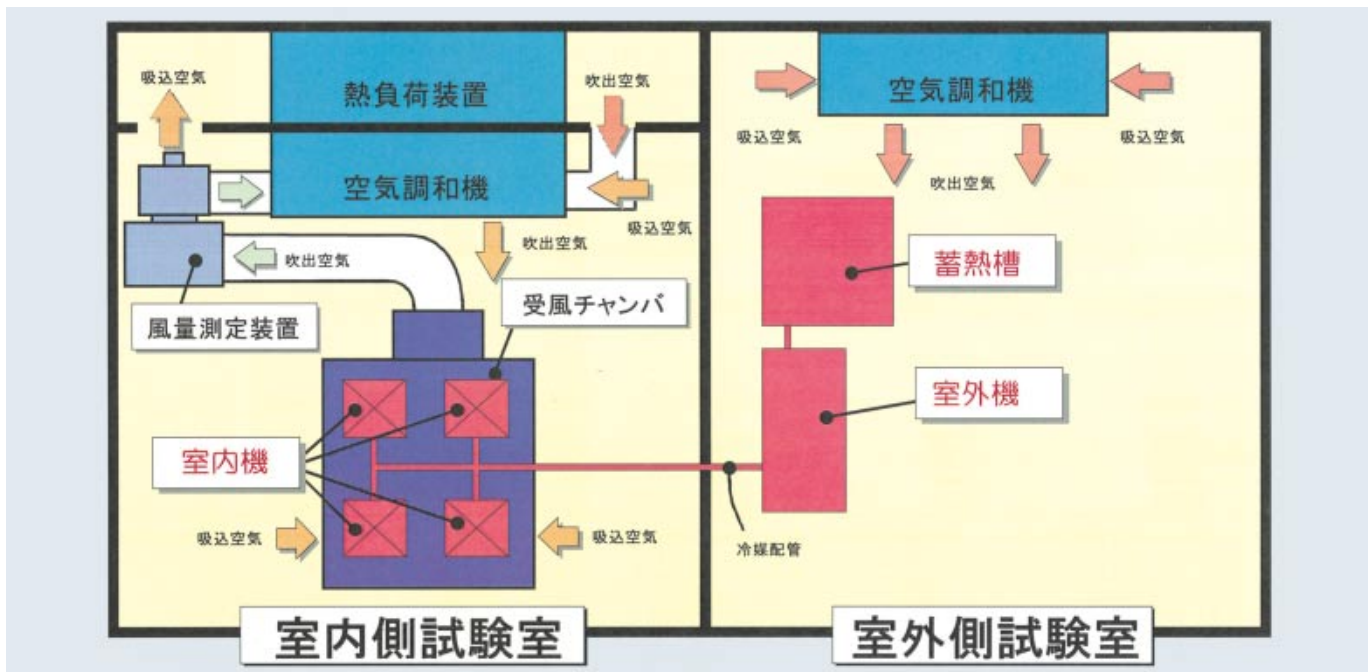 吸込空気
熱負荷装置
吹出空気
空気調和機
吸込空気
吹出空気
吹出空気
風量測定装置
受風チャンバ
室内機
吸込空気
吸込空気
室内側試験室
空気調和機
吸込空気
吸込空気
吹出空気
蓄熱槽
室外機
冷媒配管
室外側試験室